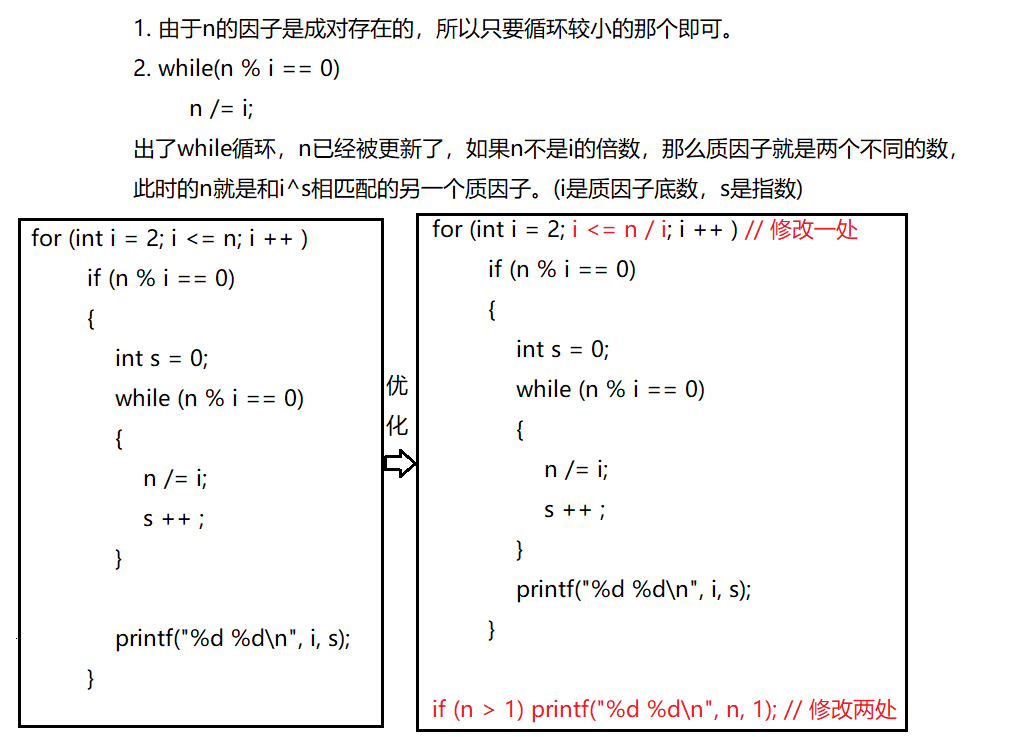 1. 由于n的因子是成对存在的，所以只要循环较小的那个即可。
2. while(n % i == 0)
n /= i;
出了while循环，n已经被更新了，如果n不是i的倍数，那么质因子就是两个不同的数，
此时的n就是和i^s相匹配的另一个质因子。(i是质因子底数，s是指数)
for (int i = 2; i <= n; i ++ )
if (n % i == 0)
{
int s = 0;
while (n % i == 0)
{
n /= i;
s ++ ;
}
printf("%d %d\n", i, s);
}
优
化
for (int i = 2; i <= n / i; i ++ ) // 修改一处
if (n % i == 0)
{
int s = 0;
while (n % i == 0)
{
n /= i;
s ++ ;
}
printf("%d %d\n", i, s);
}
if (n > 1) printf("%d %d\n", n, 1); // 修改两处